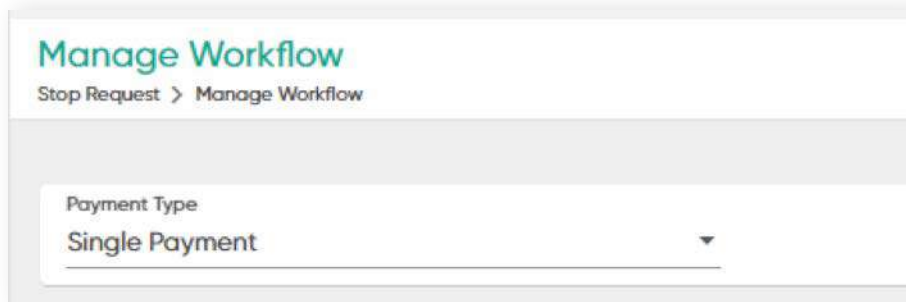 Manage Workflow
Stop Request > Manage Workflow
Payment Type
Single Payment